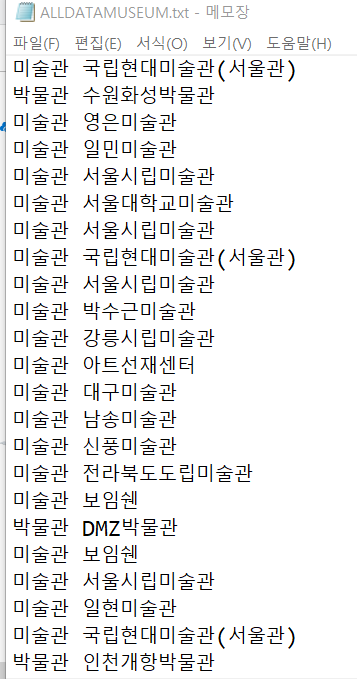 ALLDATAMUSEUM.txt - 메모장
파일(F) 편집(E) 서식(O) 보기(V) 도움말(H)
미술관 국립현대미술관(서울관)
박물관 수원화성박물관
미술관 영은미술관
미술관 일민미술관
미술관 서울시립미술관
미술관 서울대학교미술관
미술관 서울시립미술관
미술관 국립현대미술관(서울관)
미술관 서울시립미술관
미술관 박수근미술관
미술관 강릉시립미술관
미술관 아트선재센터
미술관 대구미술관
미술관 남송미술관
미술관 신풍미술관
미술관 전라북도도립미술관
미술관 보임쉔
박물관 DMZ박물관
미술관 보임쉔
미술관 서울시립미술관
미술관 일현미술관
미술관 국립현대미술관(서울관)
박물관 인천개항박물관